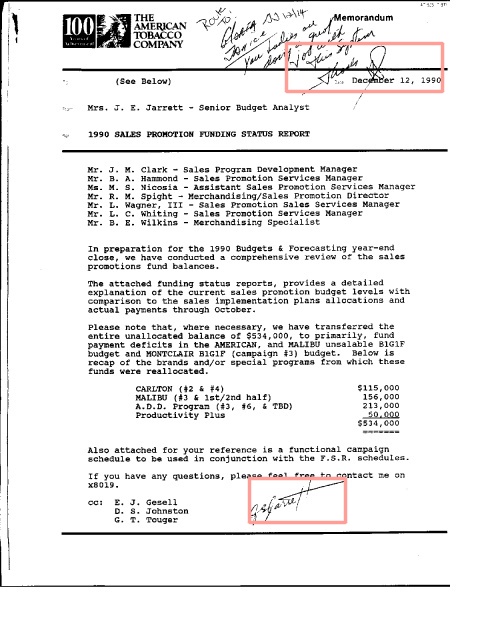 100
THE
AMERICAN
TOBACCO
COMPANY
Memorandum
You ladies are
doing a great
job with
this system
Thanks
(See Below)
December 12, 1990
Mrs. J. E. Jarrett - Senior Budget Analyst
1990 SALES PROMOTION FUNDING STATUS REPORT
Mr. J. M. Clark - Sales Program Development Manager
Mr. B. A. Hammond - Sales Promotion Services Manager
Ms. M. S. Nicosia - Assistant Sales Promotion Services Manager
Mr. R. M. Spight - Merchandising/Sales Promotion Director
Mr. L. Wagner, III - Sales Promotion Sales Services Manager
Mr. L. C. Whiting - Sales Promotion Services Manager
Mr. B. E. Wilkins - Merchandising Specialist
In preparation for the 1990 Budgets & Forecasting year-end
close, we have conducted a comprehensive review of the sales
promotions fund balances.
The attached funding status reports, provides a detailed
explanation of the current sales promotion budget levels with
comparison to the sales implementation plans allocations and
actual payments through October.
Please note that, where necessary, we have transferred the
entire unallocated balance of $534,000, to primarily, fund
payment deficits in the AMERICAN, and MALIBU unsalable B1G1F
budget and MONTCLAIR B1G1F (campaign #3) budget. Below is
recap of the brands and/or special programs from which these
funds were reallocated.
CARLTON (#2 & #4) $115,000
MALIBU (#3 & 1st/2nd half) 156,000
A.D.D. Program (#3, #6, & TBD) 213,000
Productivity Plus 50,000
$534,000
=======
Also attached for your reference is a functional campaign
schedule to be used in conjunction with the F.S.R. schedules.
If you have any questions, please feel free to contact me on
x8019.
cc: E. J. Gesell
D. S. Johnston
G. T. Touger